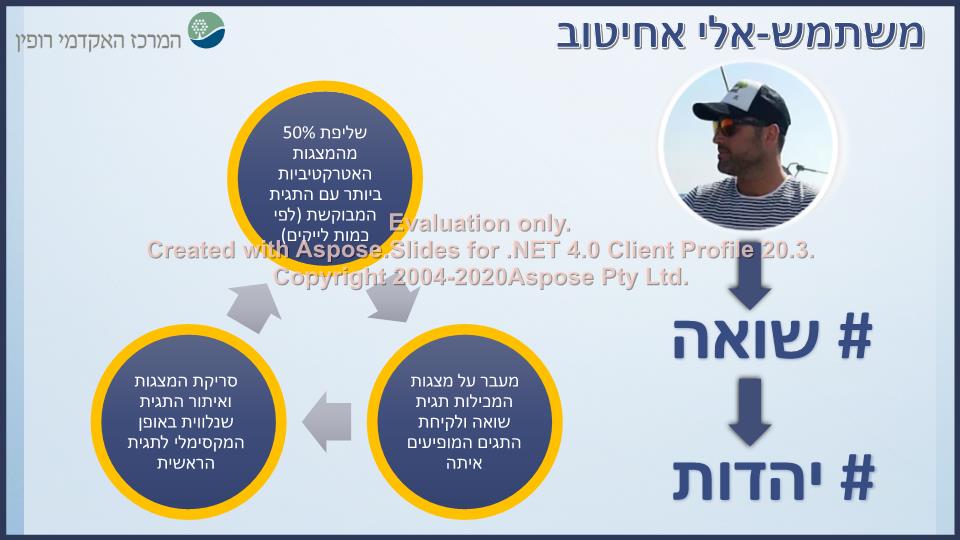 משתמש-אלי אחיטוב
המרכז האקדמי רופין
שליפת 50%
מהמצגות
האטרקטיביות
ביותר עם התגית
המבוקשת (לפי
כמות לייקים)
Evaluation only.
Created with Aspose.Slides for .NET 4.0 Client Profile 20.3.
Copyright 2004-2020Aspose Pty Ltd.
# שואה
# יהדות
מעבר על מצגות
המכילות תגית
שואה ולקיחת
התגים המופיעים
איתה
סריקת המצגות
ואיתור התגית
שנלווית באופן
המקסימלי לתגית
הראשית